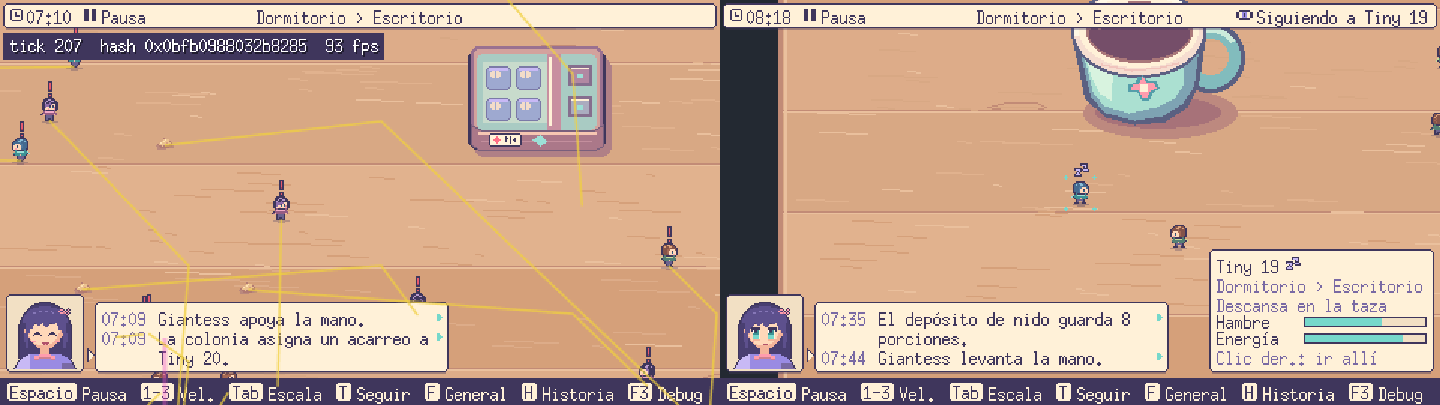 07:10 Pausa Dormitorio > Escritorio
tick 207 hash 0x0bfb0988032b8285 93 fps
07:09 Giantess apoya la mano.
07:09 La colonia asigna un acarreo a
Tiny 20.
Espacio Pausa 1-3 Vel. Tab Escala T Seguir F General H Historia F3 Debug
08:18 Pausa Dormitorio > Escritorio Siguiendo a Tiny 19
Tiny 19 zz
Dormitorio > Escritorio
Descansa en la taza
Hambre
Energía
Clic der.: ir allí
07:35 El depósito de nido guarda 8
porciones.
07:44 Giantess levanta la mano.
Espacio Pausa 1-3 Vel. Tab Escala T Seguir F General H Historia F3 Debug